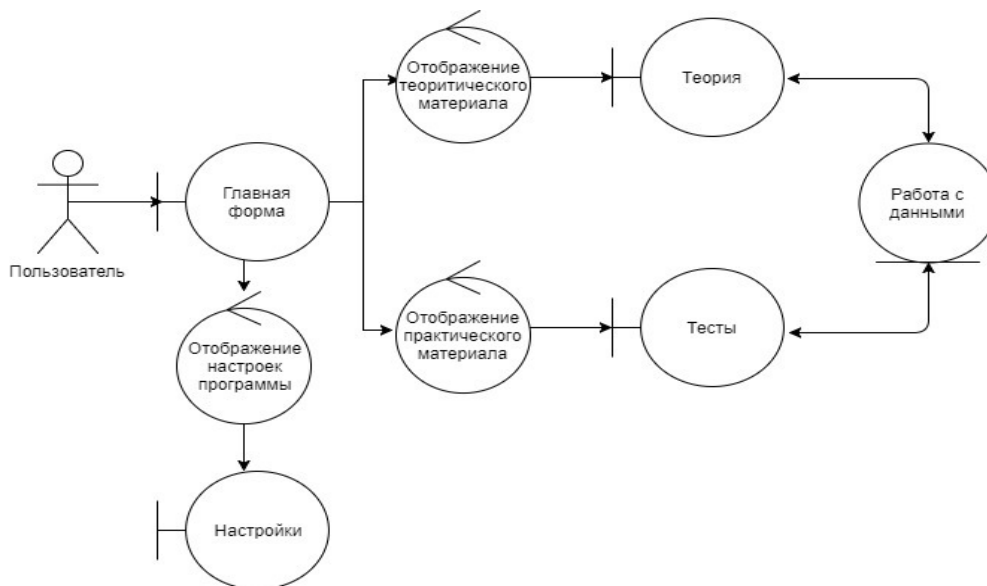 Отображение
теоритического
материала
Теория
Главная
форма
Работа с
данными
Пользователь
Отображение
практического
материала
Тесты
Отображение
настроек
программы
Настройки